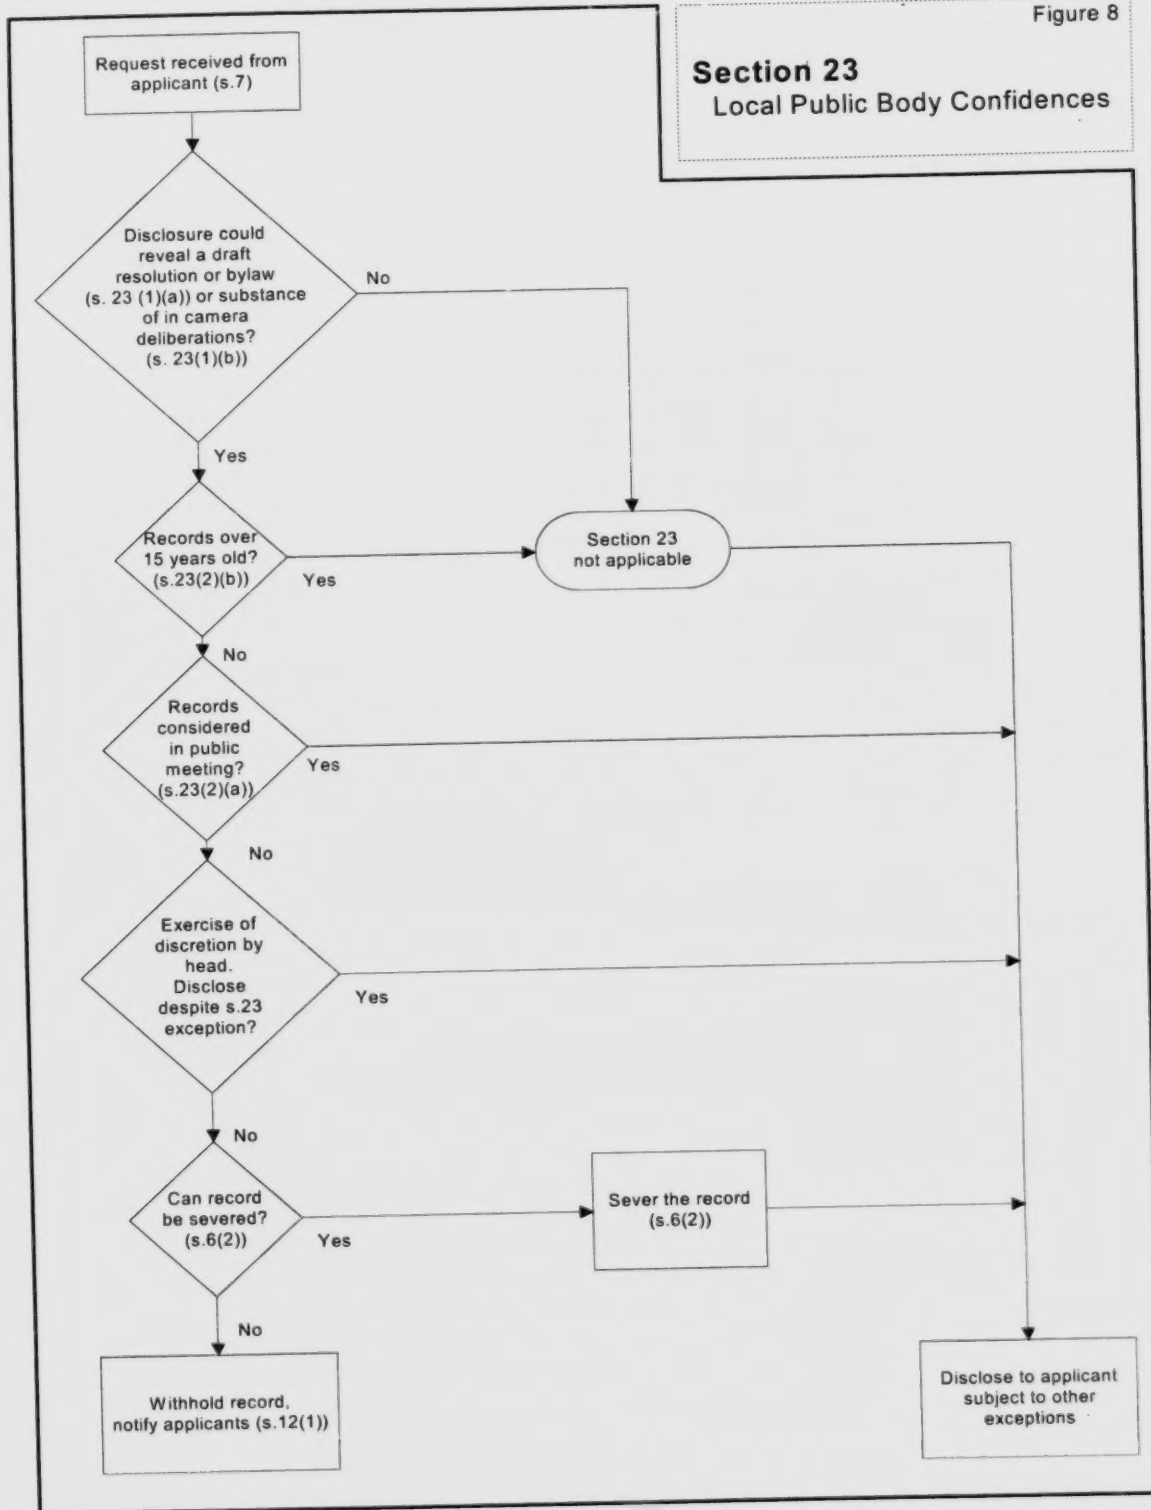 Figure 8
Section 23
Local Public Body Confidences
Request received from
applicant (s.7)
Disclosure could
reveal a draft
resolution or bylaw
(s. 23 (1)(a)) or substance
of in camera
deliberations?
(s. 23(1)(b))
No
Yes
Records over
15 years old?
(s.23(2)(b))
Yes
Section 23
not applicable
No
Records
considered
in public
meeting?
(s.23(2)(a))
Yes
No
Exercise of
discretion by
head.
Disclose
despite s.23
exception?
Yes
No
Can record
be severed?
(s.6(2))
Yes
Sever the record
(s.6(2))
No
Withhold record,
notify applicants (s.12(1))
Disclose to applicant
subject to other
exceptions